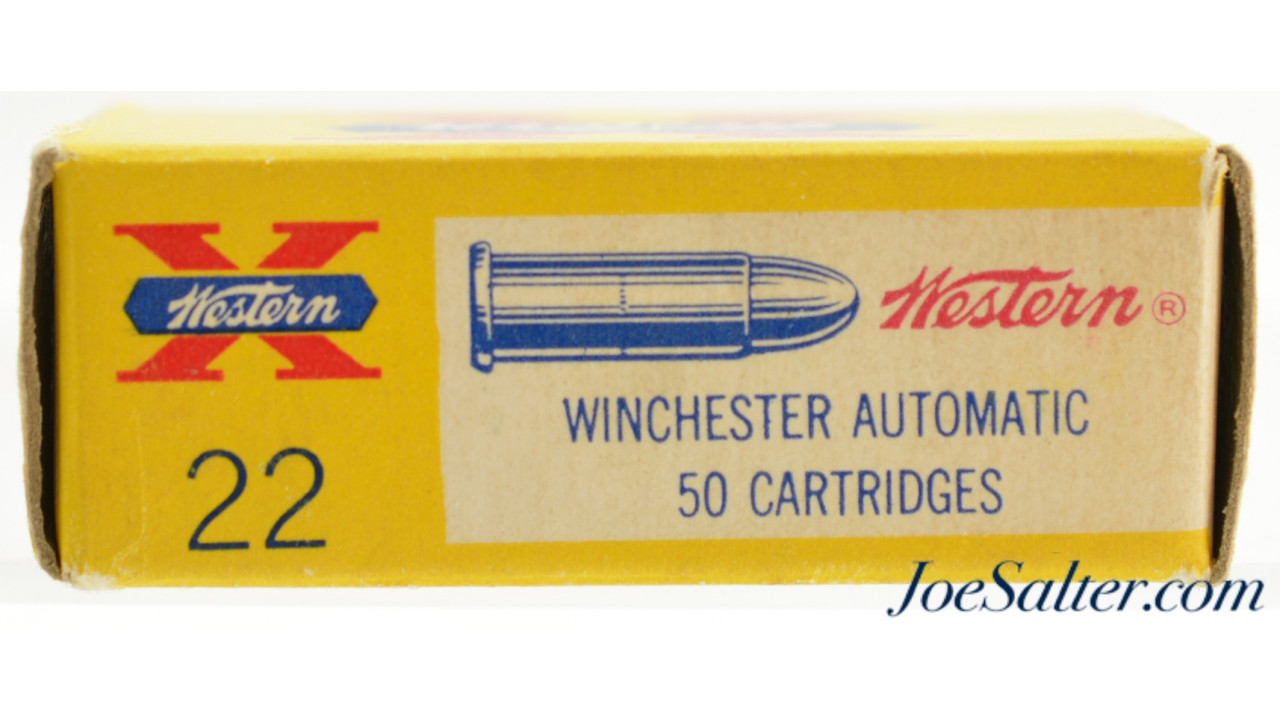 Western
22
Western®
WINCHESTER AUTOMATIC
50 CARTRIDGES
JoeSalter.com